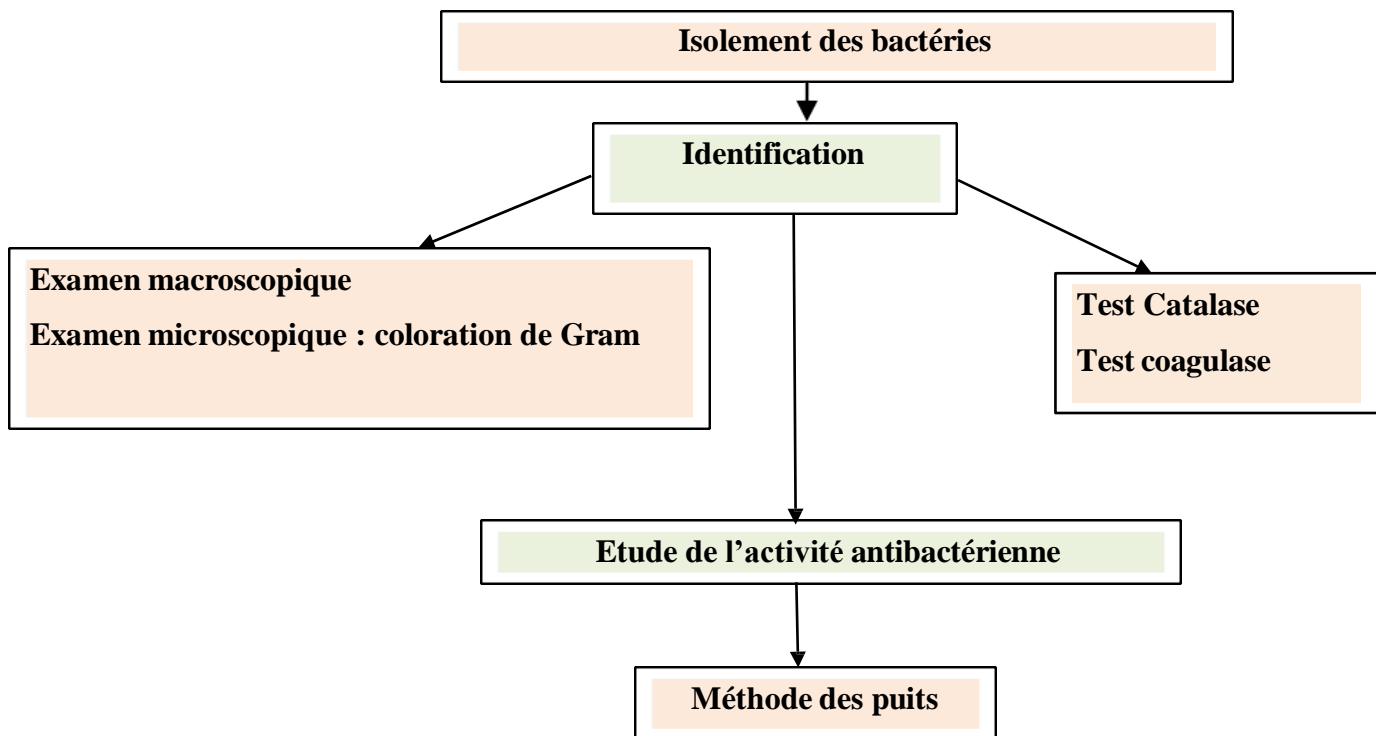 Isolement des bactéries
Identification
Examen macroscopique
Examen microscopique : coloration de Gram
Test Catalase
Test coagulase
Etude de l’activité antibactérienne
Méthode des puits